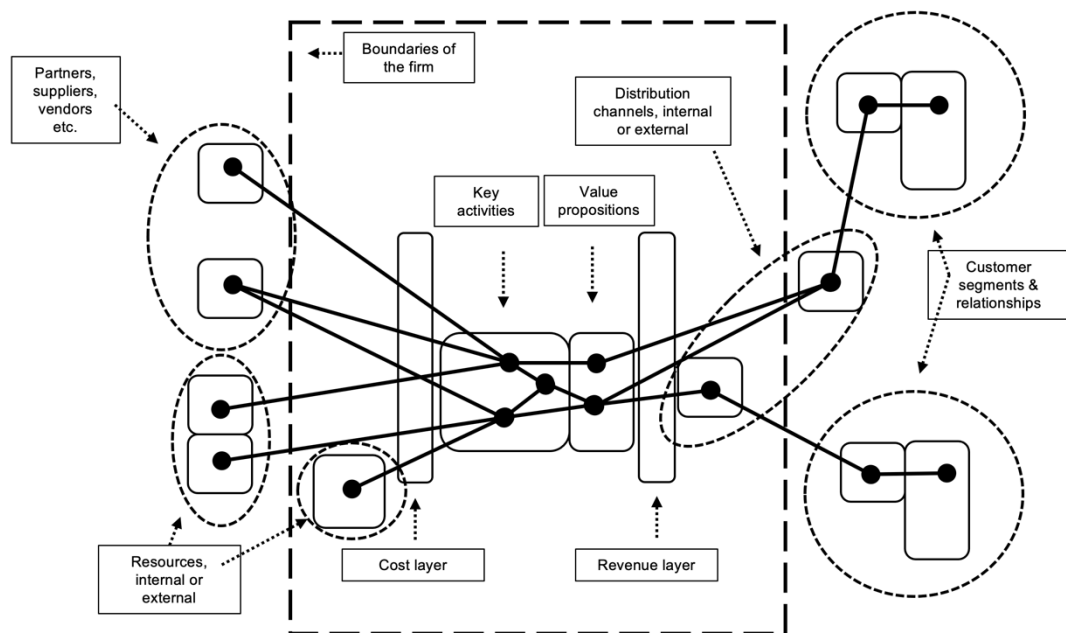 Boundaries of
the firm
Partners,
suppliers,
vendors
etc.
Distribution
channels, internal
or external
Key
activities
Value
propositions
Customer
segments &
relationships
Resources,
internal or
external
Cost layer
Revenue layer